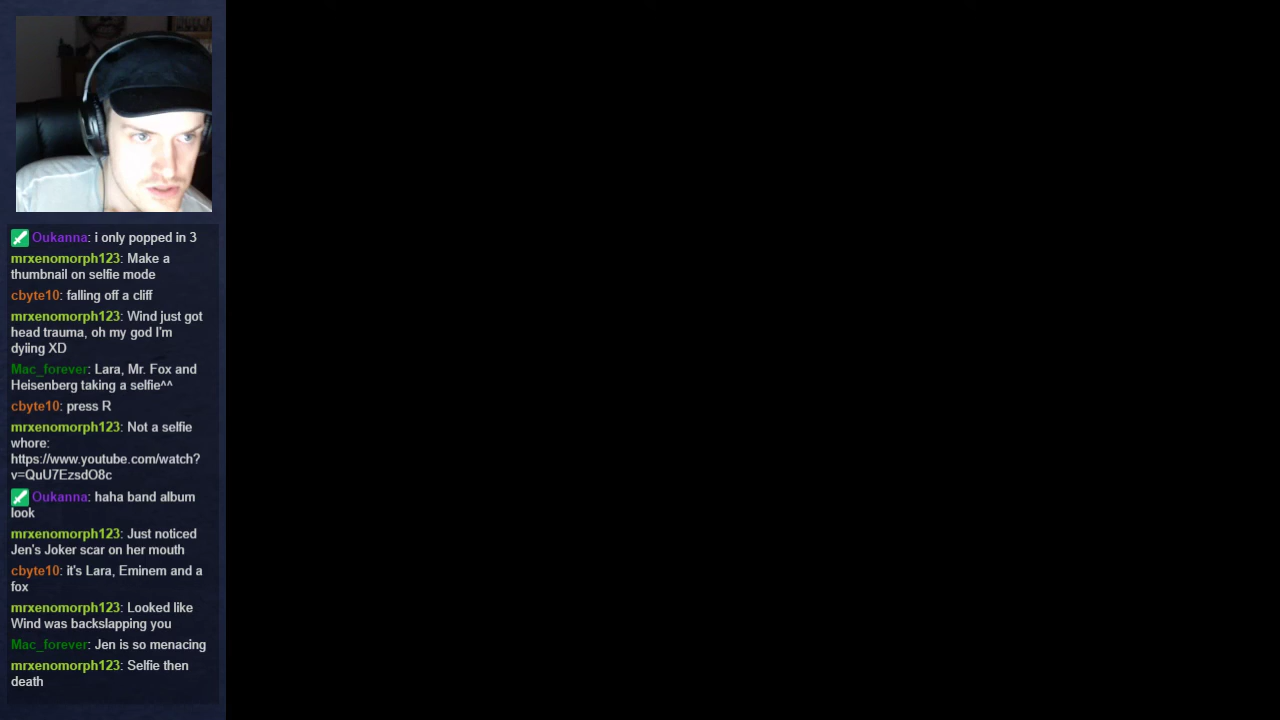 Oukanna: i only popped in 3
mrxenomorph123: Make a
thumbnail on selfie mode
cbyte10: falling off a cliff
mrxenomorph123: Wind just got
head trauma, oh my god I'm
dyiing XD
Mac_forever: Lara, Mr. Fox and
Heisenberg taking a selfie^^
cbyte10: press R
mrxenomorph123: Not a selfie
whore:
https://www.youtube.com/watch?
v=QuU7EzsdO8c
Oukanna: haha band album
look
mrxenomorph123: Just noticed
Jen's Joker scar on her mouth
cbyte10: it's Lara, Eminem and a
fox
mrxenomorph123: Looked like
Wind was backslapping you
Mac_forever: Jen is so menacing
mrxenomorph123: Selfie then
death